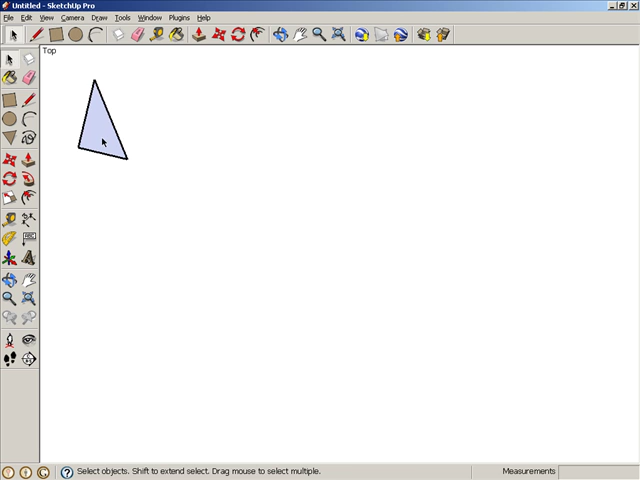 Untitled - SketchUp Pro
File Edit View Camera Draw Tools Window Plugins Help
Top
ABC
Select objects. Shift to extend select. Drag mouse to select multiple.
Measurements